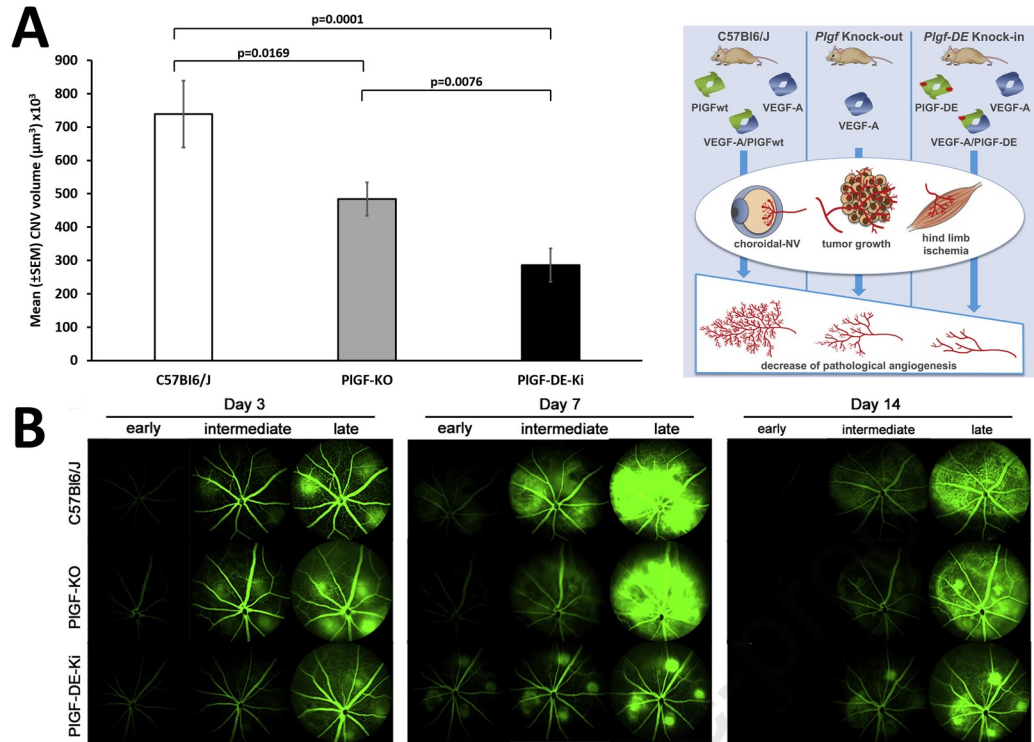 A
p=0.0001
p=0.0169
p=0.0076
Mean (±SEM) CNV volume (µm³) x10³
900
800
700
600
500
400
300
200
100
0
C57Bl6/J
PlGF-KO
PlGF-DE-Ki
C57Bl6/J
Plgf Knock-out
Plgf-DE Knock-in
PlGFwt
VEGF-A
VEGF-A/PlGFwt
VEGF-A
PlGF-DE
VEGF-A
VEGF-A/PlGF-DE
choroidal-NV
tumor growth
hind limb
ischemia
decrease of pathological angiogenesis
B
Day 3
Day 7
Day 14
early
intermediate
late
early
intermediate
late
early
intermediate
late
C57Bl6/J
PlGF-KO
PlGF-DE-Ki